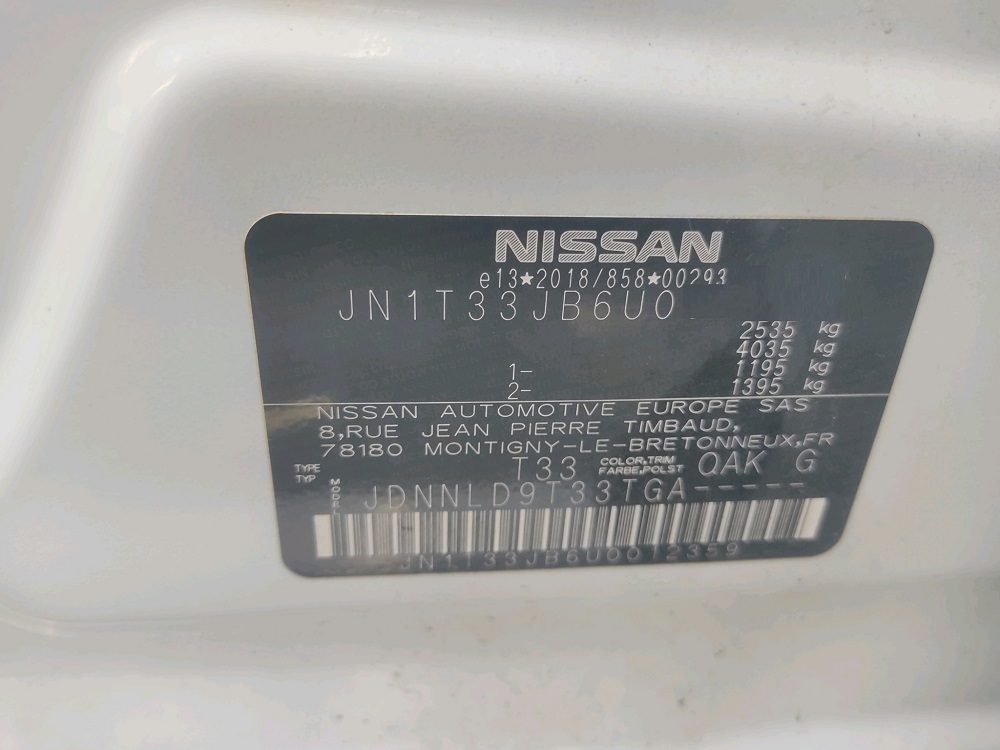 NISSAN
e13★2018/858★00293
JN1T33JB6U0
2535 kg
4035 kg
1- 1195 kg
2- 1395 kg
NISSAN AUTOMOTIVE EUROPE SAS
8,RUE JEAN PIERRE TIMBAUD,
78180 MONTIGNY-LE-BRETONNEUX,FR
TYPE TYP T33 COLOR,TRIM FARBE,POLST QAK G
MODEL JDNNLD9T33TGA-----
JN1T33JB6U0012359